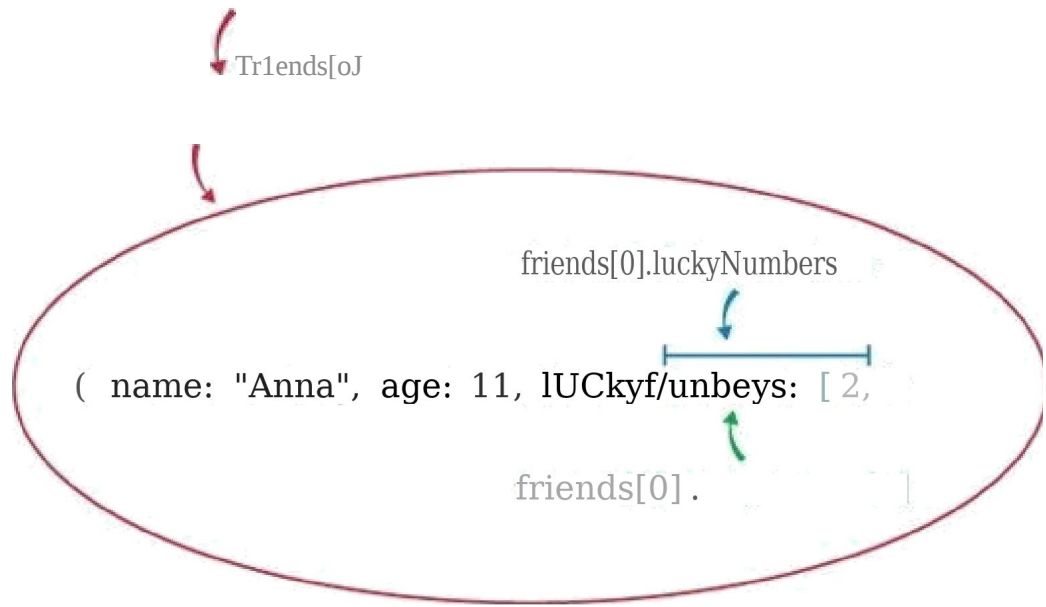 Tr1ends[oJ
friends[0].luckyNumbers
( name: "Anna", age: 11, lUCkyf/unbeys: [ 2,
friends[0] . ]